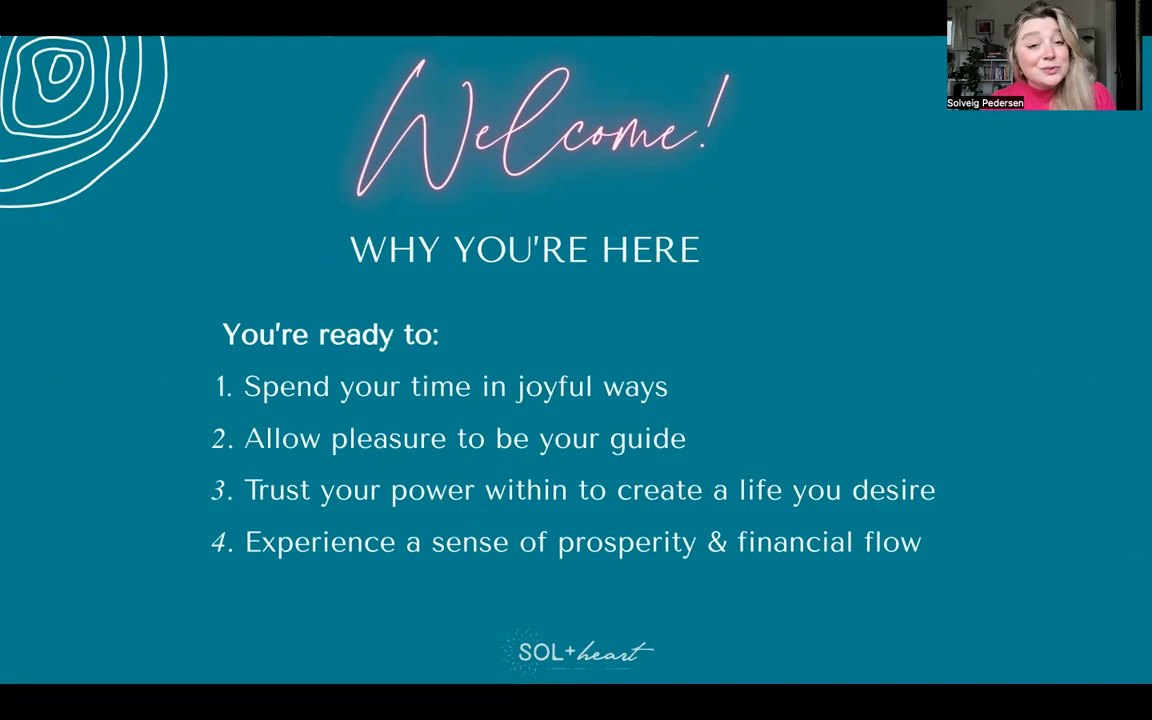 Welcome!
Solveig Pedersen
WHY YOU'RE HERE
You're ready to:
1. Spend your time in joyful ways
2. Allow pleasure to be your guide
3. Trust your power within to create a life you desire
4. Experience a sense of prosperity & financial flow
SOL+heart